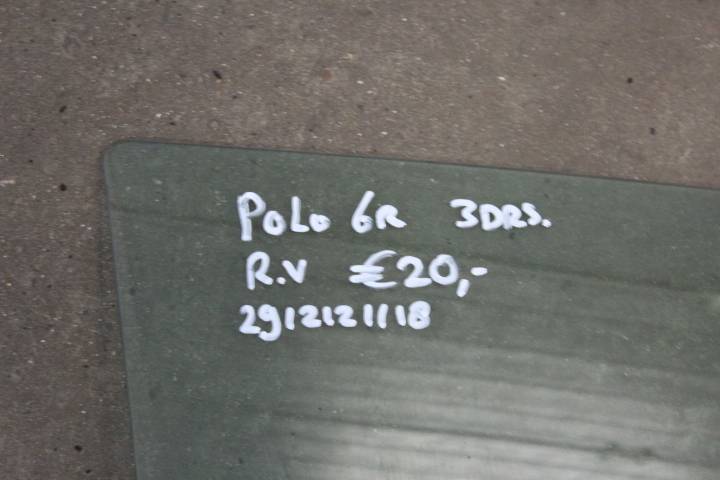 POLO 6R 3DRS.
R.V €20,-
2912121118